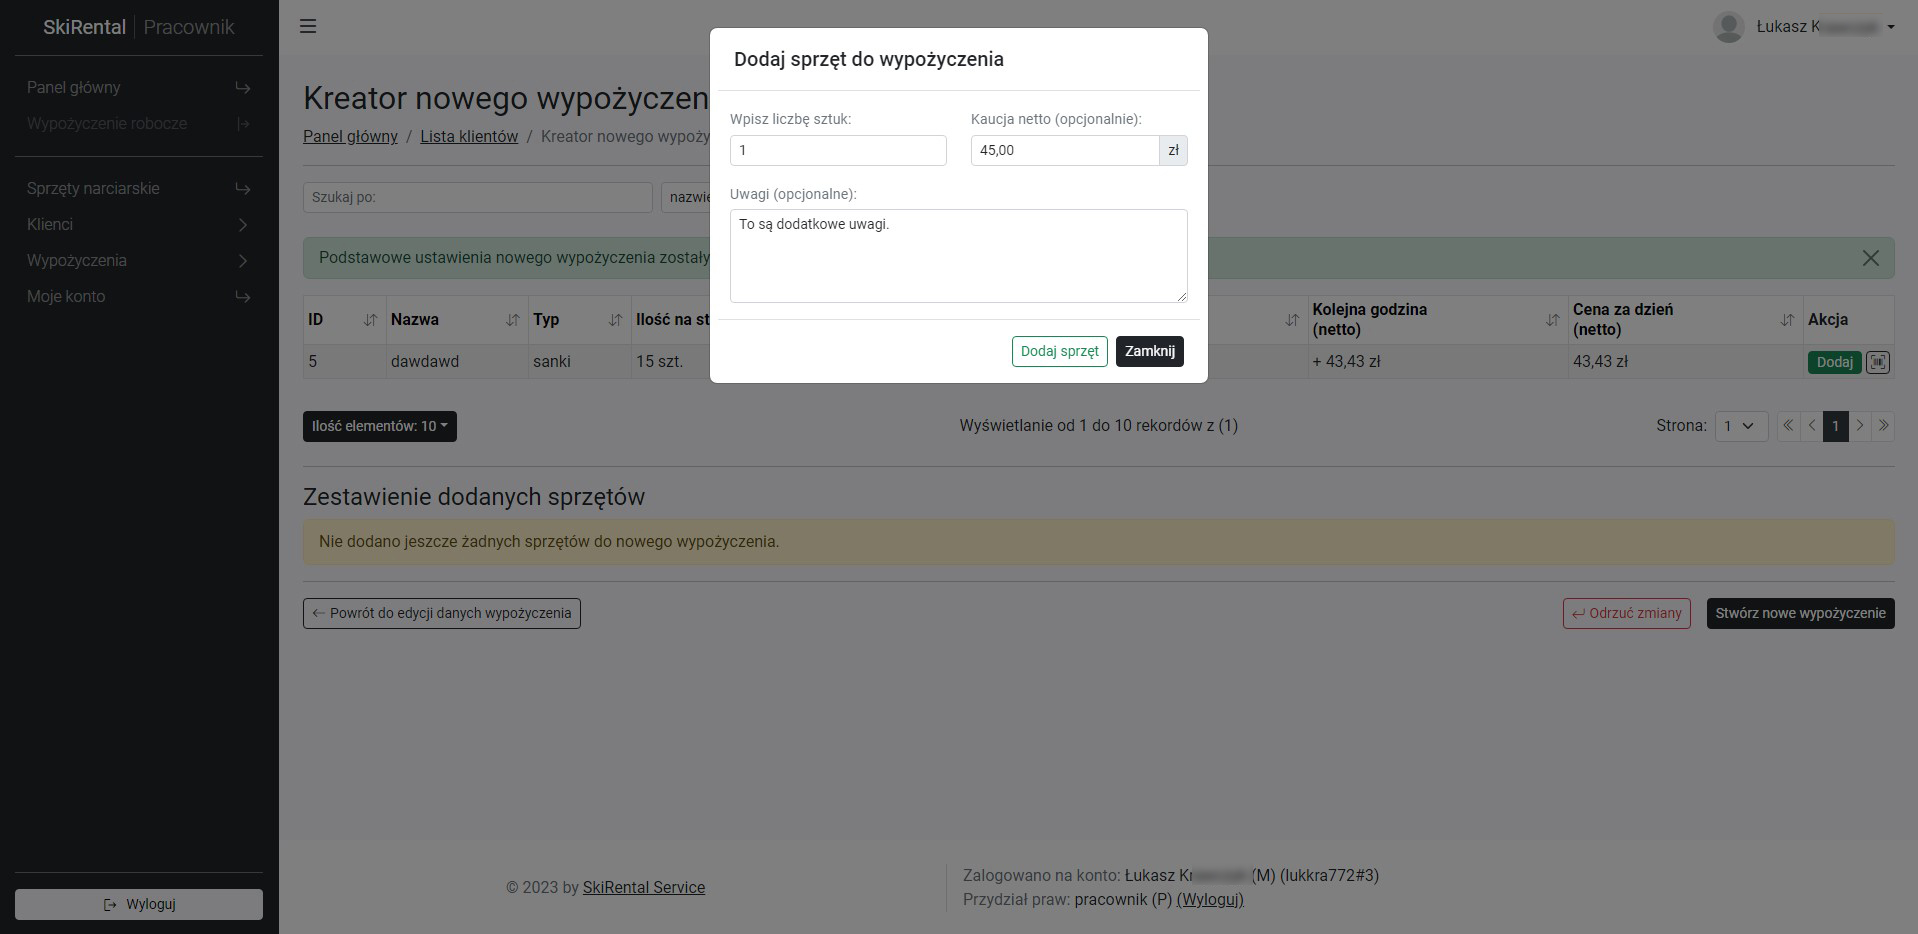 SkiRental | Pracownik
Panel główny
Wypożyczenie robocze
Sprzęty narciarskie
Klienci
Wypożyczenia
Moje konto
Wyloguj
Łukasz
Kreator nowego
Panel główny / Lista klientów / Kreator nowego
Szukaj po:
Podstawowe ustawienia nowego wypożyczenia zostały
ID
Nazwa
Typ
Ilość na
Kolejna godzina
(netto)
Cena za dzień
(netto)
Akcja
5
dawdawd
sanki
15 szt.
+ 43,43 zł
43,43 zł
Dodaj
Dodaj sprzęt do wypożyczenia
Wpisz liczbę sztuk:
1
Kaucja netto (opcjonalnie):
45,00
zł
Uwagi (opcjonalne):
To są dodatkowe uwagi.
Dodaj sprzęt
Zamknij
Ilość elementów: 10
Wyświetlanie od 1 do 10 rekordów z (1)
Strona:
1
« < 1 > »
Zestawienie dodanych sprzętów
Nie dodano jeszcze żadnych sprzętów do nowego wypożyczenia.
Powrót do edycji danych wypożyczenia
Odrzuć zmiany
Stwórz nowe wypożyczenie
© 2023 by SkiRental Service
Zalogowano na konto: Łukasz (M) (lukkra772#3)
Przydział praw: pracownik (P) (Wyloguj)